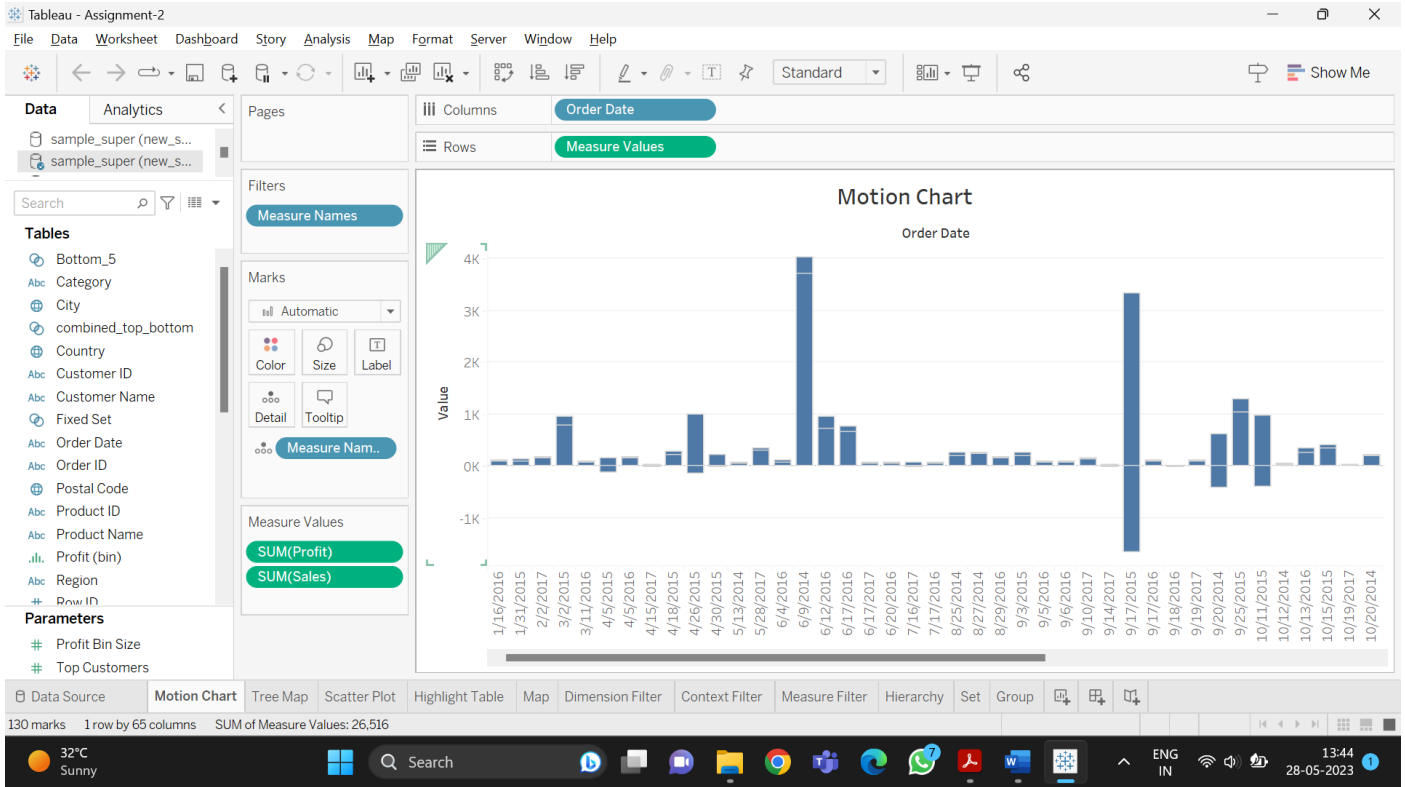 Tableau - Assignment-2
File Data Worksheet Dashboard Story Analysis Map Format Server Window Help
Standard
Show Me
Data Analytics
sample_super (new_s...
sample_super (new_s...
Search
Tables
Bottom_5
Abc Category
City
combined_top_bottom
Country
Abc Customer ID
Abc Customer Name
Fixed Set
Abc Order Date
Abc Order ID
Postal Code
Abc Product ID
Abc Product Name
Profit (bin)
Abc Region
# Row ID
Parameters
# Profit Bin Size
# Top Customers
Pages
Filters
Measure Names
Marks
Automatic
Color Size Label
Detail Tooltip
Measure Nam..
Measure Values
SUM(Profit)
SUM(Sales)
Columns Order Date
Rows Measure Values
Motion Chart
Order Date
Value
4K
3K
2K
1K
0K
-1K
1/16/2016
1/31/2015
2/2/2017
3/2/2015
3/11/2016
4/5/2015
4/5/2016
4/15/2017
4/18/2015
4/26/2015
4/30/2015
5/13/2014
5/28/2017
6/4/2016
6/9/2014
6/12/2016
6/17/2016
6/17/2017
6/20/2016
7/16/2017
7/17/2016
8/25/2014
8/27/2014
8/29/2016
9/3/2015
9/5/2016
9/6/2016
9/10/2017
9/14/2017
9/17/2015
9/17/2016
9/18/2016
9/19/2016
9/20/2014
9/25/2015
10/11/2015
10/12/2014
10/13/2016
10/15/2015
10/19/2017
10/20/2014
Data Source Motion Chart Tree Map Scatter Plot Highlight Table Map Dimension Filter Context Filter Measure Filter Hierarchy Set Group
130 marks 1 row by 65 columns SUM of Measure Values: 26,516
32°C
Sunny
Search
7
ENG
IN
13:44
28-05-2023
1